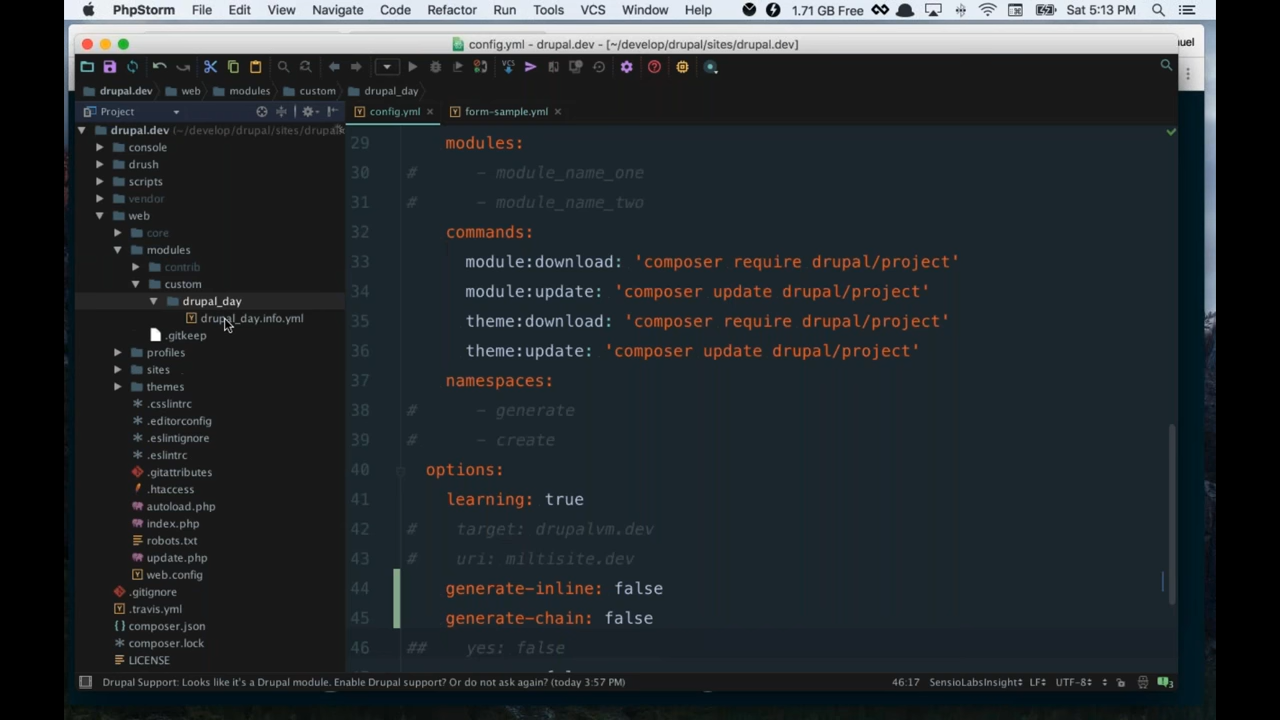 PhpStorm File Edit View Navigate Code Refactor Run Tools VCS Window Help 1.71 GB Free Sat 5:13 PM
config.yml - drupal.dev - [~/develop/drupal/sites/drupal.dev]
uel
drupal.dev web modules custom drupal_day
Project
config.yml form-sample.yml
drupal.dev (~/develop/drupal/sites/drupal
console
drush
scripts
vendor
web
core
modules
contrib
custom
drupal_day
drupal_day.info.yml
.gitkeep
profiles
sites
themes
.csslintrc
.editorconfig
.eslintignore
.eslintrc
.gitattributes
.htaccess
autoload.php
index.php
robots.txt
update.php
web.config
.gitignore
.travis.yml
composer.json
composer.lock
LICENSE
29 modules:
30 # - module_name_one
31 # - module_name_two
32 commands:
33 module:download: 'composer require drupal/project'
34 module:update: 'composer update drupal/project'
35 theme:download: 'composer require drupal/project'
36 theme:update: 'composer update drupal/project'
37 namespaces:
38 # - generate
39 # - create
40 options:
41 learning: true
42 # target: drupalvm.dev
43 # uri: miltisite.dev
44 generate-inline: false
45 generate-chain: false
46 ## yes: false
Drupal Support: Looks like it's a Drupal module. Enable Drupal support? Or do not ask again? (today 3:57 PM) 46:17 SensioLabsInsight LF UTF-8 3